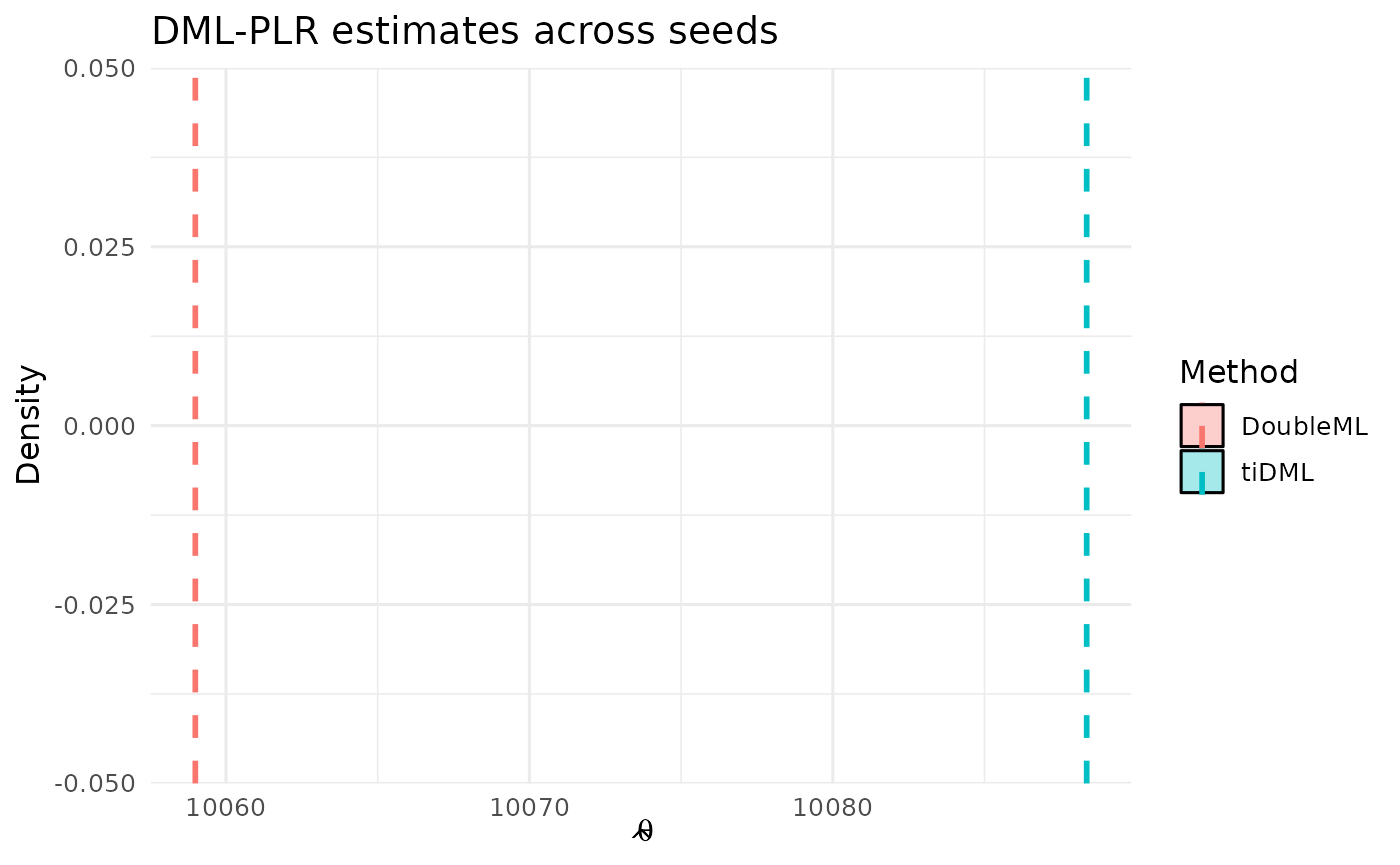 DML-PLR estimates across seeds
0.050
0.025
0.000
-0.025
-0.050
Density
10060 10070 10080
θ̂
Method
DoubleML
tiDML